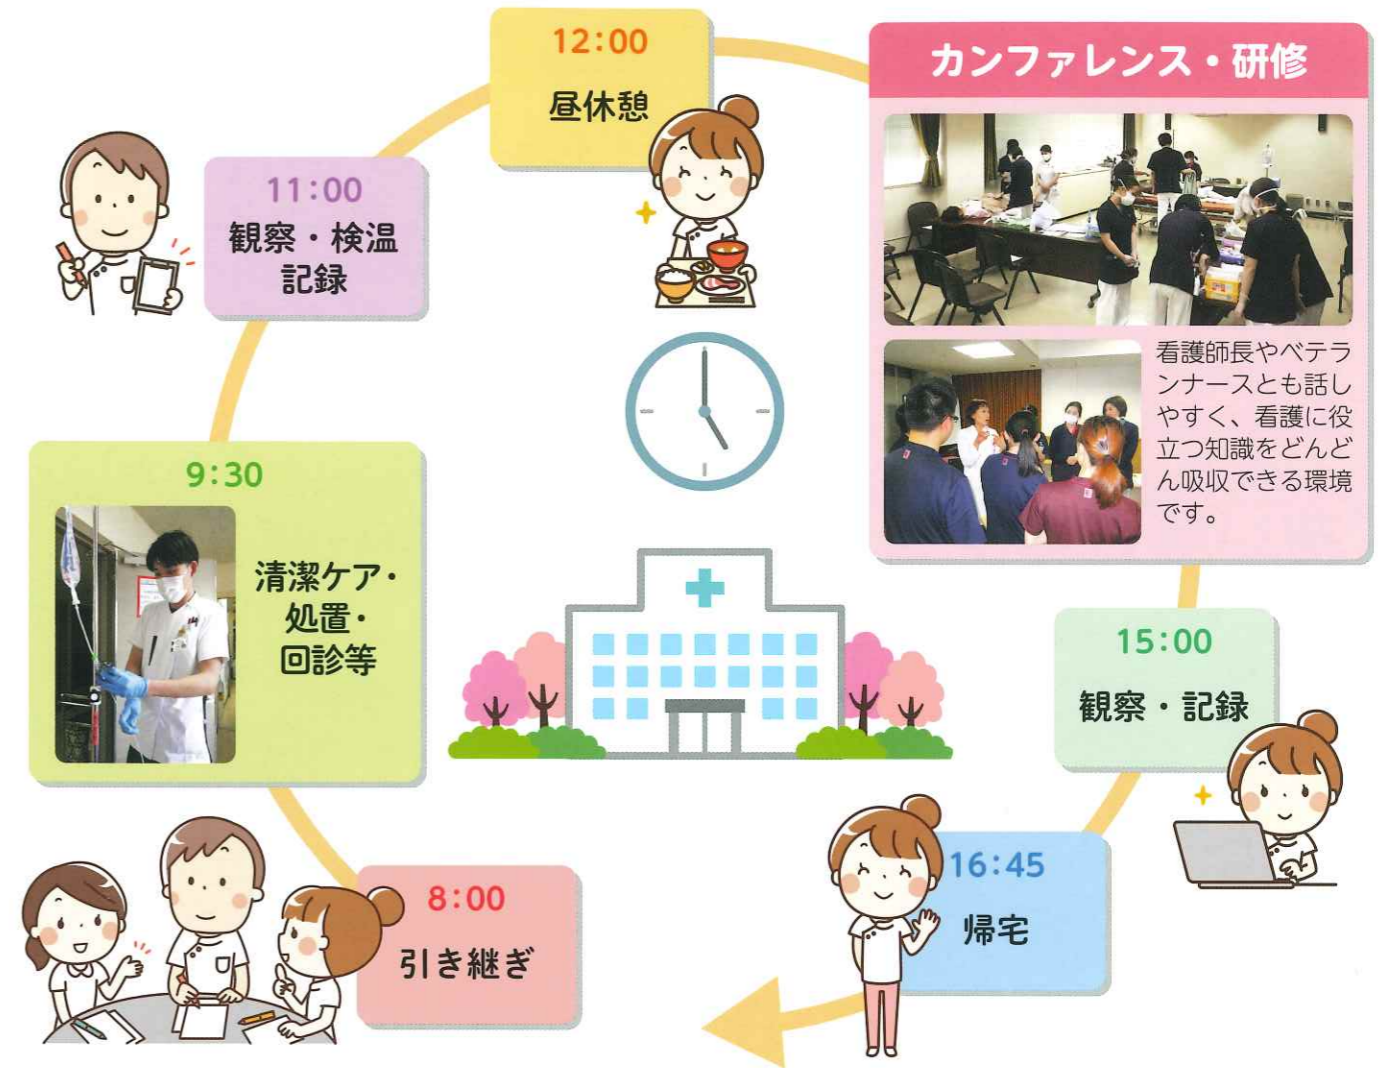 12:00
昼休憩
カンファレンス・研修
看護師長やベテラ
ンナースとも話し
やすく、看護に役
立つ知識をどんど
ん吸収できる環境
です。
11:00
観察・検温
記録
9:30
清潔ケア・
処置・
回診等
15:00
観察・記録
8:00
引き継ぎ
16:45
帰宅